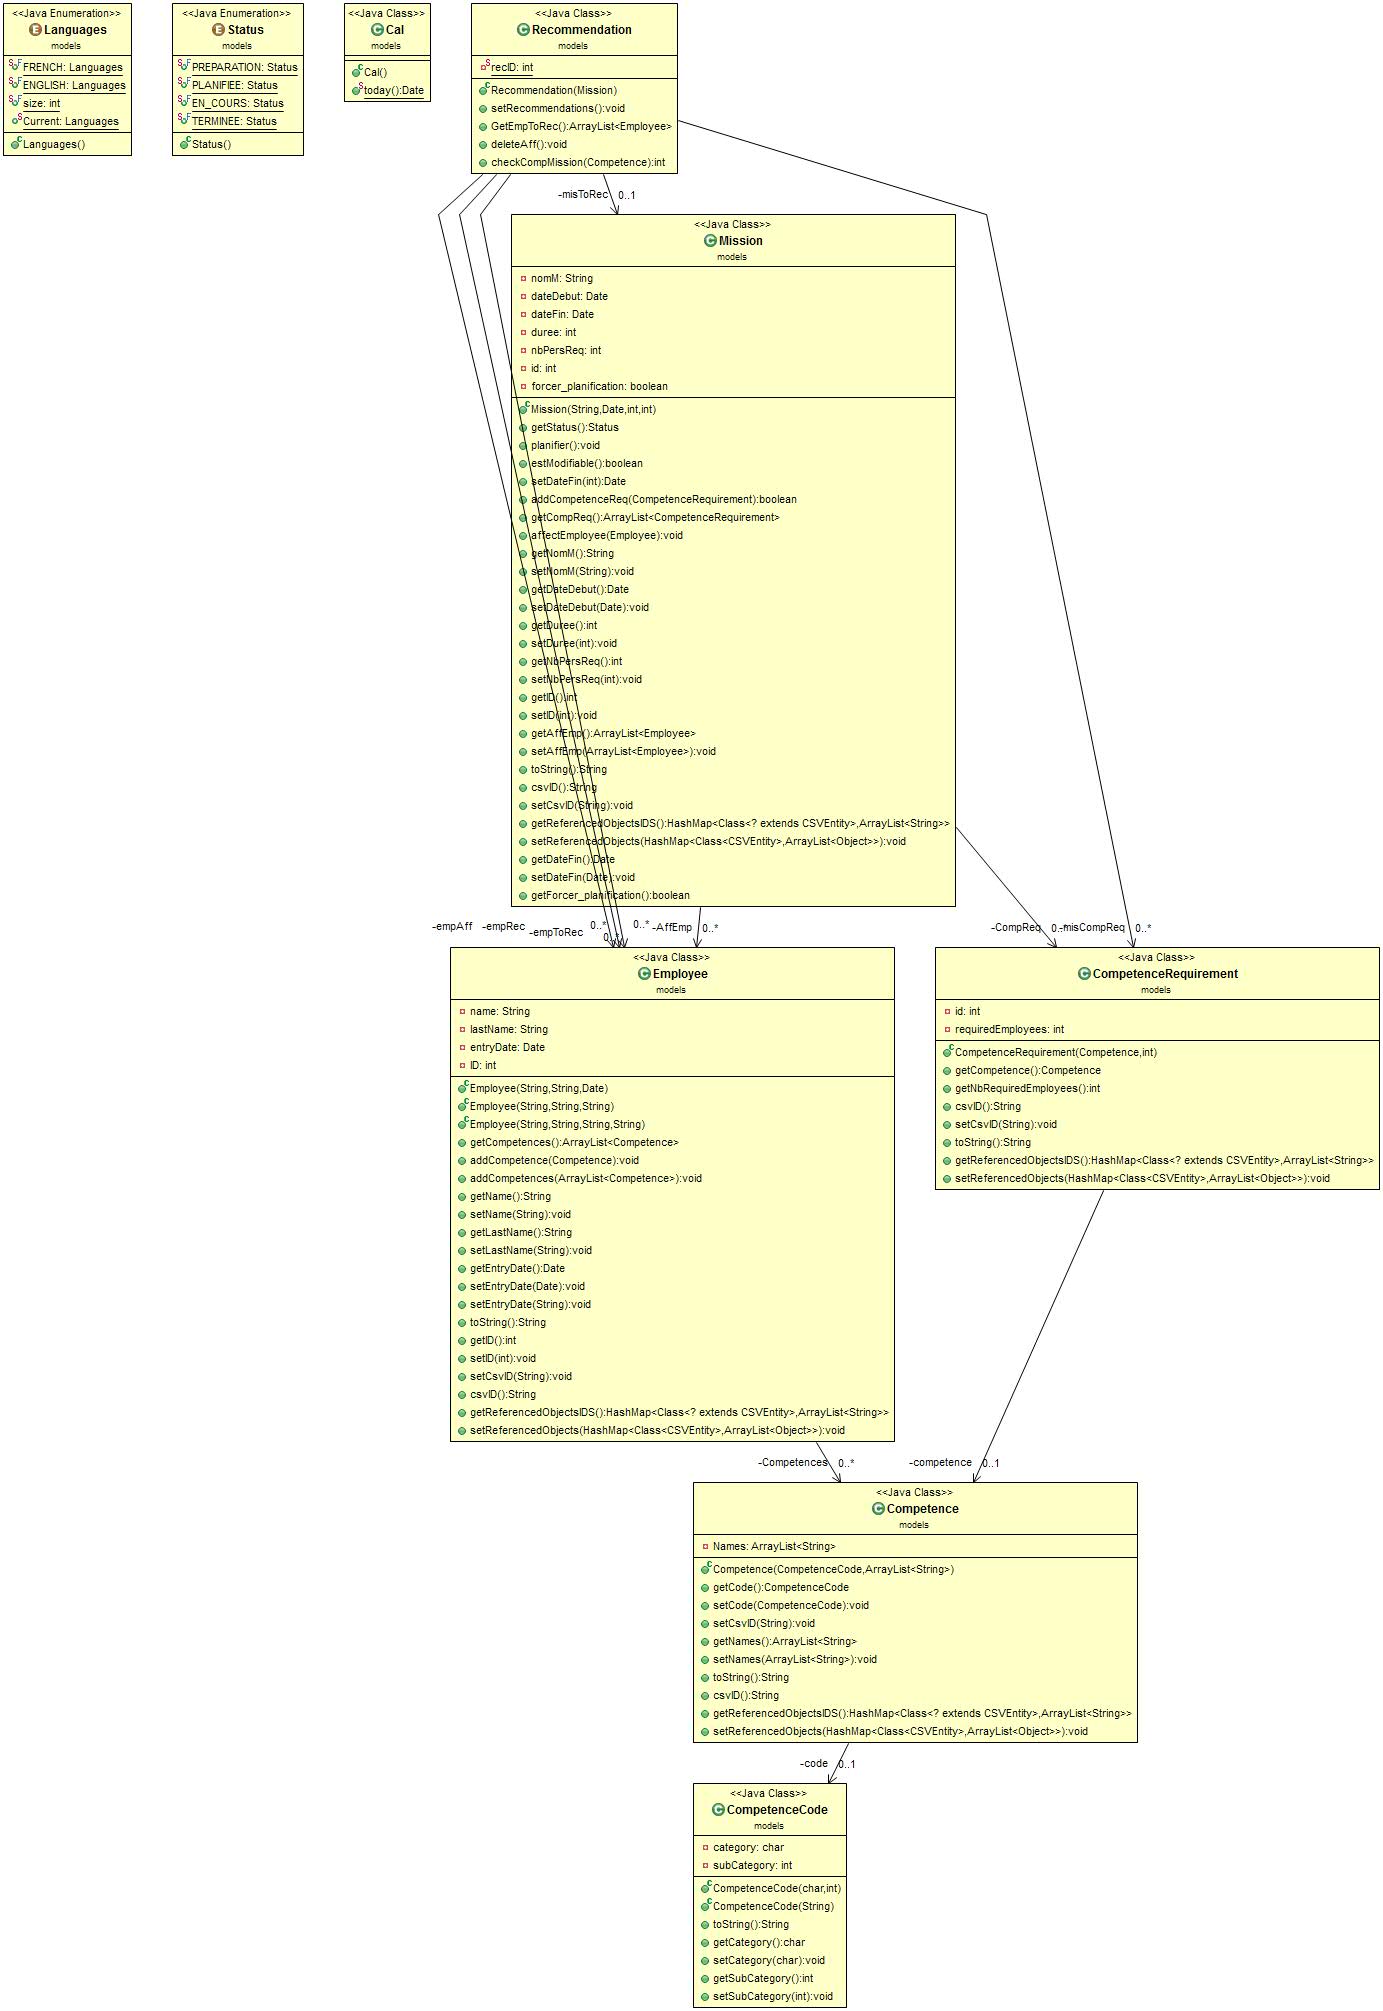 <<Java Enumeration>>
Languages
models
FRENCH: Languages
ENGLISH: Languages
size: int
Current: Languages
Languages()
<<Java Enumeration>>
Status
models
PREPARATION: Status
PLANIFIEE: Status
EN_COURS: Status
TERMINEE: Status
Status()
<<Java Class>>
Cal
models
Cal()
today():Date
<<Java Class>>
Recommendation
models
recID: int
Recommendation(Mission)
setRecommendations():void
GetEmpToRec():ArrayList<Employee>
deleteAff():void
checkCompMission(Competence):int
-misToRec 0..1
<<Java Class>>
Mission
models
nomM: String
dateDebut: Date
dateFin: Date
duree: int
nbPersReq: int
id: int
forcer_planification: boolean
Mission(String,Date,int,int)
getStatus():Status
planifier():void
estModifiable():boolean
setDateFin(int):Date
addCompetenceReq(CompetenceRequirement):boolean
getCompReq():ArrayList<CompetenceRequirement>
affectEmployee(Employee):void
getNomM():String
setNomM(String):void
getDateDebut():Date
setDateDebut(Date):void
getDuree():int
setDuree(int):void
getNbPersReq():int
setNbPersReq(int):void
getID():int
setID(int):void
getAffEmp():ArrayList<Employee>
setAffEmp(ArrayList<Employee>):void
toString():String
csvID():String
setCsvID(String):void
getReferencedObjectsIDS():HashMap<Class<? extends CSVEntity>,ArrayList<String>>
setReferencedObjects(HashMap<Class<CSVEntity>,ArrayList<Object>>):void
getDateFin():Date
setDateFin(Date):void
getForcer_planification():boolean
-empAff -empRec -empToRec 0..* 0..* 0..* -AffEmp 0..*
-CompReq 0..* -misCompReq 0..*
<<Java Class>>
Employee
models
name: String
lastName: String
entryDate: Date
ID: int
Employee(String,String,Date)
Employee(String,String,String)
Employee(String,String,String,String)
getCompetences():ArrayList<Competence>
addCompetence(Competence):void
addCompetences(ArrayList<Competence>):void
getName():String
setName(String):void
getLastName():String
setLastName(String):void
getEntryDate():Date
setEntryDate(Date):void
setEntryDate(String):void
toString():String
getID():int
setID(int):void
setCsvID(String):void
csvID():String
getReferencedObjectsIDS():HashMap<Class<? extends CSVEntity>,ArrayList<String>>
setReferencedObjects(HashMap<Class<CSVEntity>,ArrayList<Object>>):void
<<Java Class>>
CompetenceRequirement
models
id: int
requiredEmployees: int
CompetenceRequirement(Competence,int)
getCompetence():Competence
getNbRequiredEmployees():int
csvID():String
setCsvID(String):void
toString():String
getReferencedObjectsIDS():HashMap<Class<? extends CSVEntity>,ArrayList<String>>
setReferencedObjects(HashMap<Class<CSVEntity>,ArrayList<Object>>):void
-Competences 0..*
-competence 0..1
<<Java Class>>
Competence
models
Names: ArrayList<String>
Competence(CompetenceCode,ArrayList<String>)
getCode():CompetenceCode
setCode(CompetenceCode):void
setCsvID(String):void
getNames():ArrayList<String>
setNames(ArrayList<String>):void
toString():String
csvID():String
getReferencedObjectsIDS():HashMap<Class<? extends CSVEntity>,ArrayList<String>>
setReferencedObjects(HashMap<Class<CSVEntity>,ArrayList<Object>>):void
-code 0..1
<<Java Class>>
CompetenceCode
models
category: char
subCategory: int
CompetenceCode(char,int)
CompetenceCode(String)
toString():String
getCategory():char
setCategory(char):void
getSubCategory():int
setSubCategory(int):void